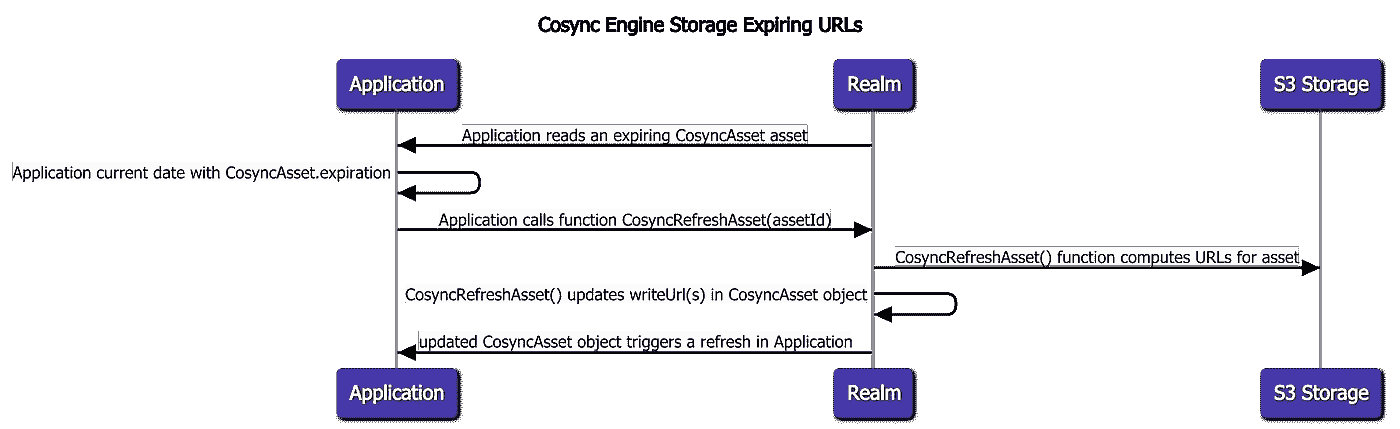 Cosync Engine Storage Expiring URLs
Application
Realm
S3 Storage
Application reads an expiring CosyncAsset asset
Application current date with CosyncAsset.expiration
Application calls function CosyncRefreshAsset(assetId)
CosyncRefreshAsset() function computes URLs for asset
CosyncRefreshAsset() updates writeUrl(s) in CosyncAsset object
updated CosyncAsset object triggers a refresh in Application
Application
Realm
S3 Storage